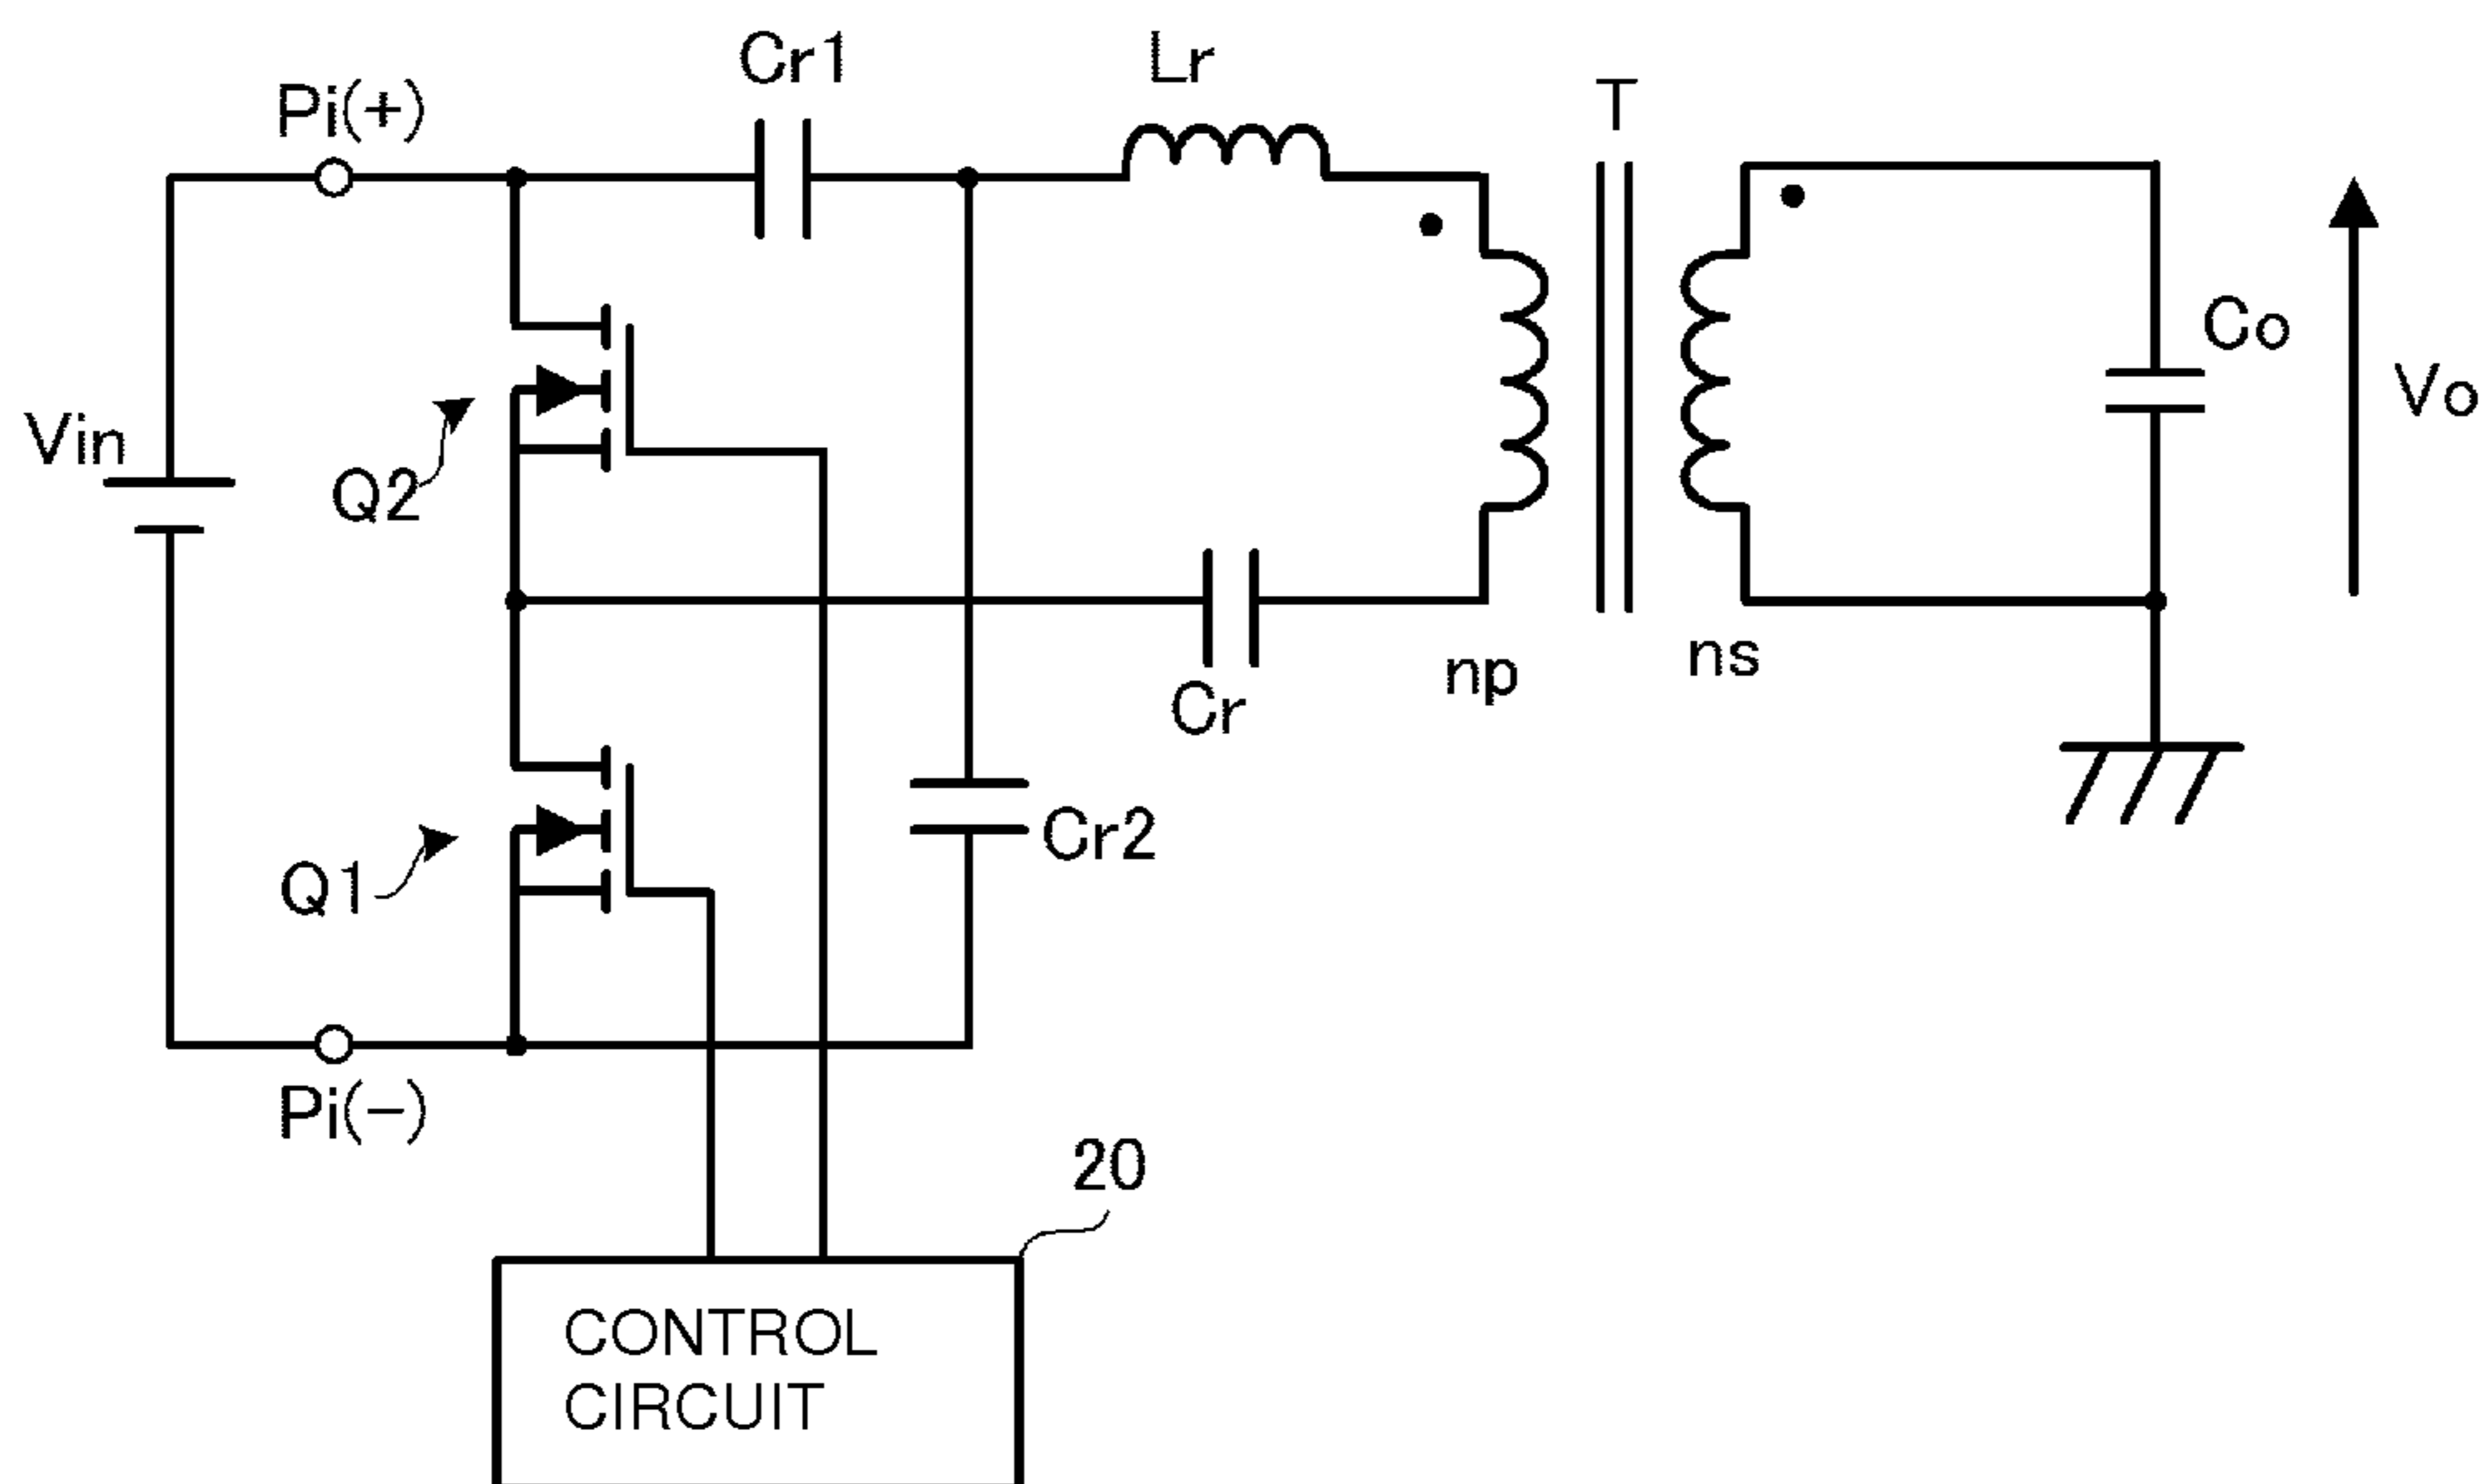 Cr1
Lr
T
Pi(+)
Co
Vo
Vin
Q2
ns
np
Cr
Cr2
Q1
Pi(−)
20
CONTROL
CIRCUIT